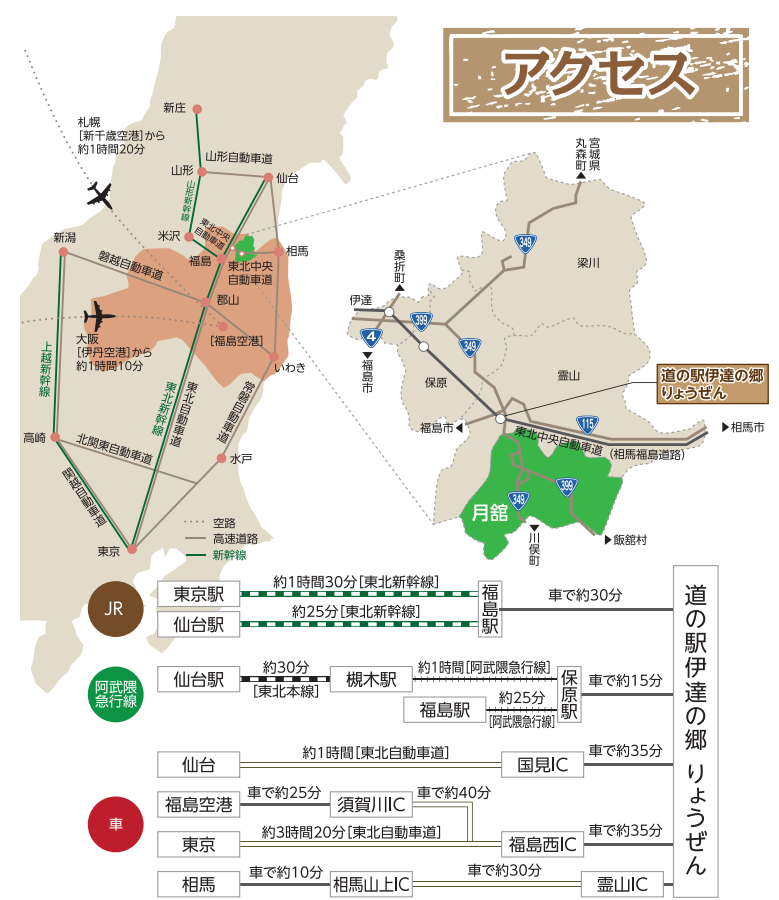 アクセス
札幌
[新千歳空港]から
約1時間20分
新庄
山形
山形自動車道
仙台
山形新幹線
米沢
東北中央
自動車道
相馬
福島
東北中央
自動車道
新潟
磐越自動車道
郡山
[福島空港]
大阪
[伊丹空港]から
約1時間10分
いわき
上越新幹線
東北新幹線
東北自動車道
常磐自動車道
高崎
北関東自動車道
水戸
関越自動車道
東京
空路
高速道路
新幹線
宮城県
丸森町
349
梁川
桑折町
伊達
399
4
349
福島市
保原
霊山
道の駅伊達の郷
りょうぜん
福島市
115
相馬市
東北中央自動車道
(相馬福島道路)
月舘
399
349
川俣町
飯舘村
JR
東京駅
約1時間30分[東北新幹線]
仙台駅
約25分[東北新幹線]
福島駅
車で約30分
阿武隈
急行線
仙台駅
約30分
[東北本線]
槻木駅
約1時間[阿武隈急行線]
福島駅
約25分
[阿武隈急行線]
保原駅
車で約15分
車
仙台
約1時間[東北自動車道]
国見IC
車で約35分
福島空港
車で約25分
須賀川IC
車で約40分
東京
約3時間20分[東北自動車道]
福島西IC
車で約35分
相馬
車で約10分
相馬山上IC
車で約30分
霊山IC
道の駅伊達の郷 りょうぜん